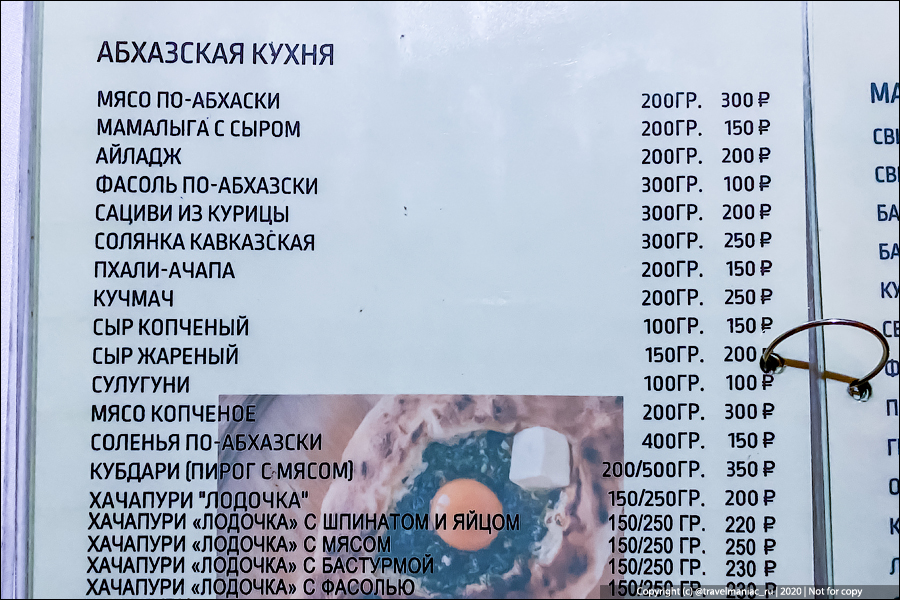 АБХАЗСКАЯ КУХНЯ
МЯСО ПО-АБХАСКИ 200ГР. 300 ₽
МАМАЛЫГА С СЫРОМ 200ГР. 150 ₽
АЙЛАДЖ 200ГР. 200 ₽
ФАСОЛЬ ПО-АБХАЗСКИ 300ГР. 100 ₽
САЦИВИ ИЗ КУРИЦЫ 300ГР. 200 ₽
СОЛЯНКА КАВКАЗСКАЯ 300ГР. 250 ₽
ПХАЛИ-АЧАПА 200ГР. 150 ₽
КУЧМАЧ 200ГР. 250 ₽
СЫР КОПЧЕНЫЙ 100ГР. 150 ₽
СЫР ЖАРЕНЫЙ 150ГР. 200
СУЛУГУНИ 100ГР. 100 ₽
МЯСО КОПЧЕНОЕ 200ГР. 300 ₽
СОЛЕНЬЯ ПО-АБХАЗСКИ 400ГР. 150 ₽
КУБДАРИ (ПИРОГ С МЯСОМ) 200/500ГР. 350 ₽
ХАЧАПУРИ "ЛОДОЧКА" 150/250ГР. 200 ₽
ХАЧАПУРИ «ЛОДОЧКА» С ШПИНАТОМ И ЯЙЦОМ 150/250 ГР. 220 ₽
ХАЧАПУРИ «ЛОДОЧКА» С МЯСОМ 150/250 ГР. 250 ₽
ХАЧАПУРИ «ЛОДОЧКА» С БАСТУРМОЙ 150/250 ГР. 230 ₽
ХАЧАПУРИ «ЛОДОЧКА» С ФАСОЛЬЮ 150/250 ГР.
Copyright (c) @travelmaniac_ru | 2020 | Not for copy